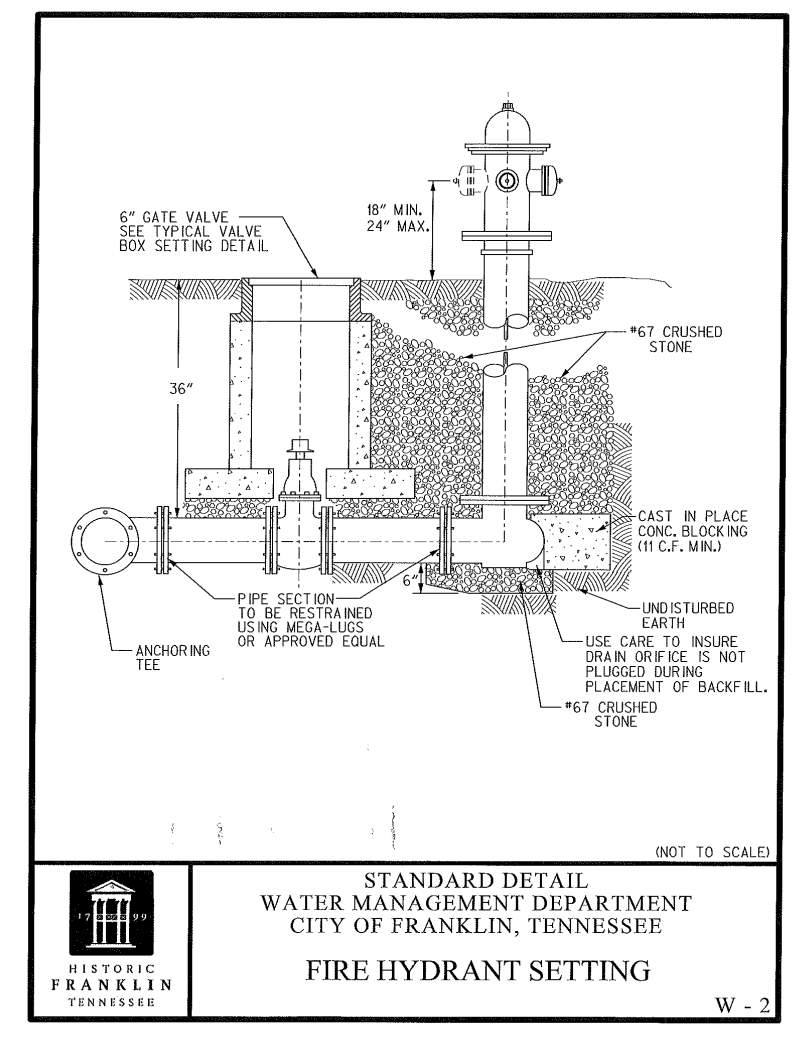 18" MIN.
24" MAX.
6" GATE VALVE
SEE TYPICAL VALVE
BOX SETTING DETAIL
#67 CRUSHED
STONE
36"
CAST IN PLACE
CONC. BLOCKING
(11 C.F. MIN.)
6"
PIPE SECTION
TO BE RESTRAINED
USING MEGA-LUGS
OR APPROVED EQUAL
UNDISTURBED
EARTH
ANCHORING
TEE
USE CARE TO INSURE
DRAIN ORIFICE IS NOT
PLUGGED DURING
PLACEMENT OF BACKFILL.
#67 CRUSHED
STONE
(NOT TO SCALE)
17 99
HISTORIC
FRANKLIN
TENNESSEE
STANDARD DETAIL
WATER MANAGEMENT DEPARTMENT
CITY OF FRANKLIN, TENNESSEE
FIRE HYDRANT SETTING
W - 2